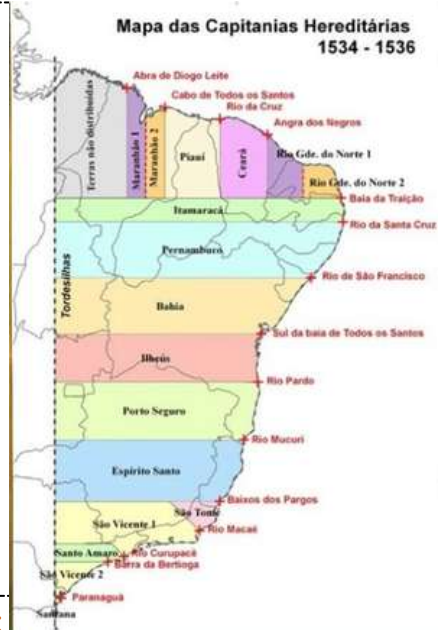 Mapa das Capitanias Hereditárias
1534 - 1536
Abra de Diogo Leite
Cabo de Todos os Santos
Rio da Cruz
Angra dos Negros
Terras não distribuídas
Maranhão 1
Maranhão 2
Piauí
Ceará
Rio Gde. do Norte 1
Rio Gde. do Norte 2
Baia da Traição
Itamaracá
Rio da Santa Cruz
Pernambuco
Tordesilhas
Rio de São Francisco
Bahia
Sul da baia de Todos os Santos
Ilhéus
Rio Pardo
Porto Seguro
Rio Mucuri
Espírito Santo
Baixos dos Pargos
São Tomé
São Vicente 1
Rio Macaé
Santo Amaro
Rio Curupacê
Barra da Bertioga
São Vicente 2
Paranaguá
Santana